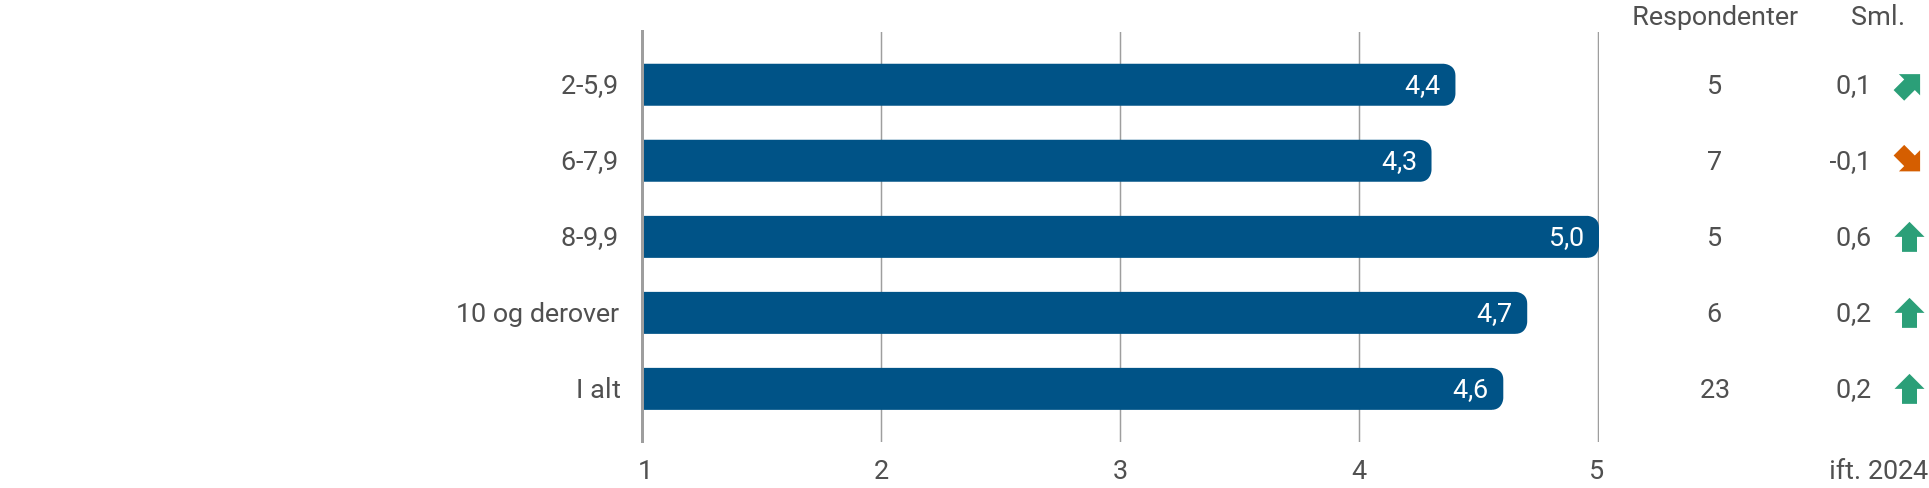 Respondenter Sml.
2-5,9 4,4 5 0,1
6-7,9 4,3 7 -0,1
8-9,9 5,0 5 0,6
10 og derover 4,7 6 0,2
I alt 4,6 23 0,2
1 2 3 4 5 ift. 2024